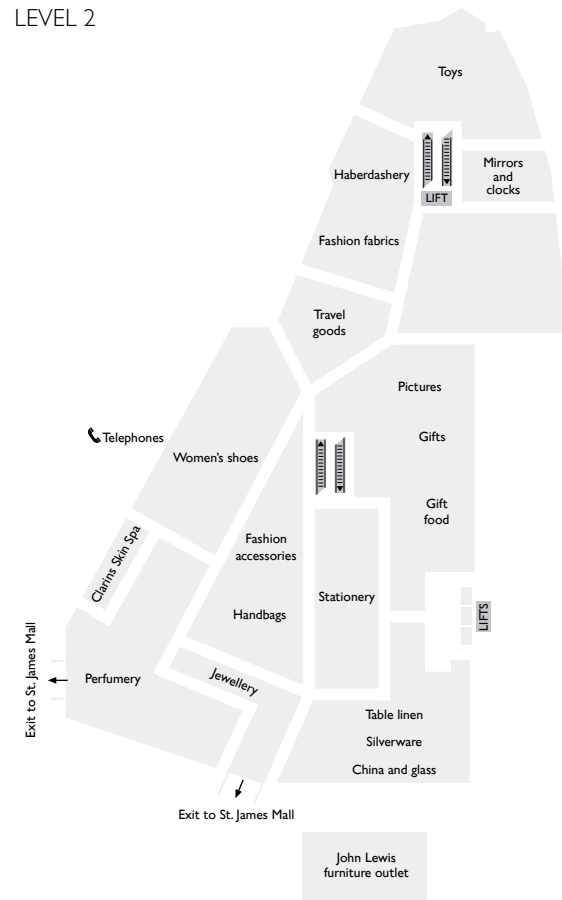 LEVEL 2
Toys
Haberdashery
Mirrors
and
clocks
LIFT
Fashion fabrics
Travel
goods
Pictures
Telephones
Gifts
Women's shoes
Gift
food
Fashion
accessories
Clarins Skin Spa
Stationery
Handbags
LIFTS
Exit to St. James Mall
Perfumery
Jewellery
Table linen
Silverware
China and glass
Exit to St. James Mall
John Lewis
furniture outlet